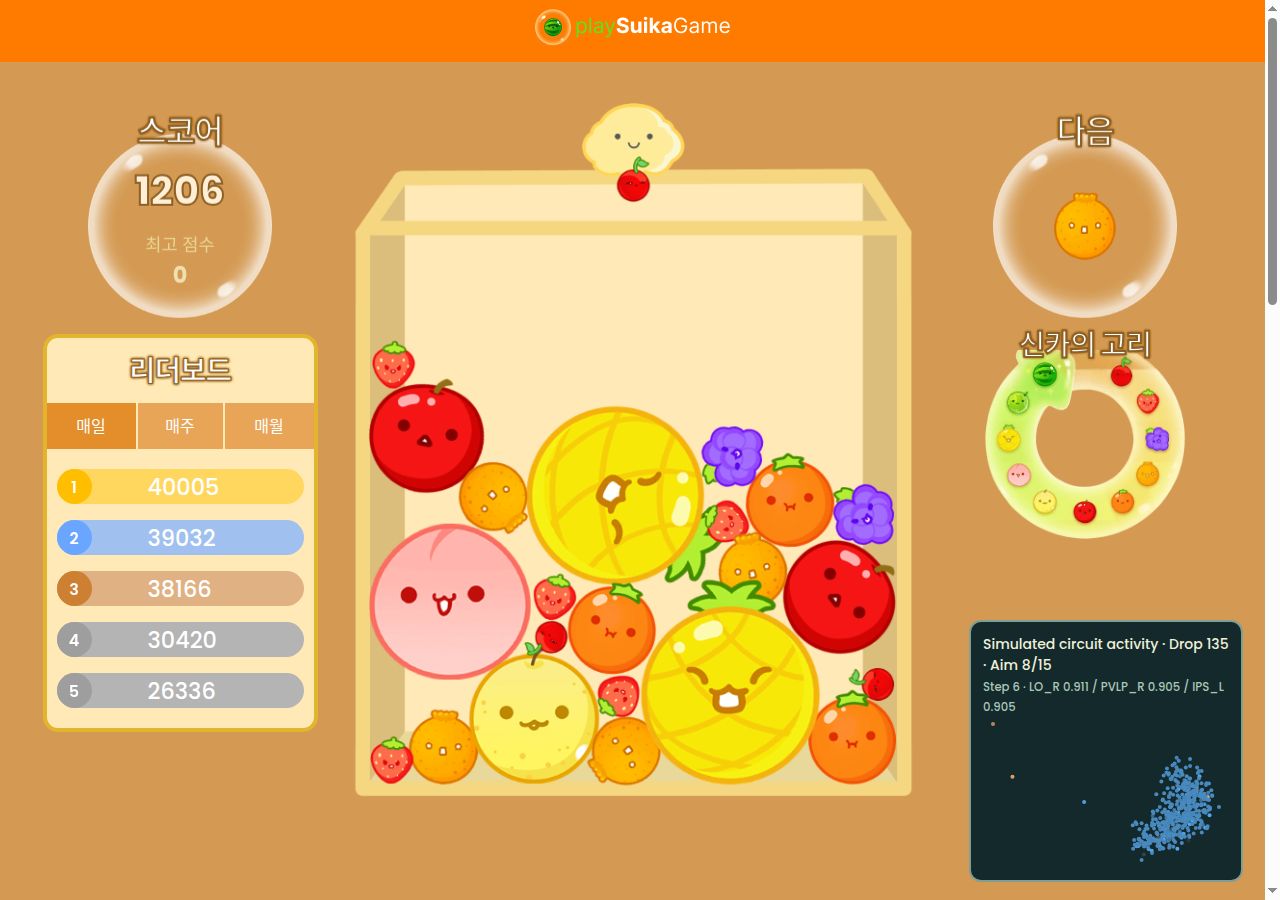 playSuikaGame
스코어
1206
최고 점수
0
다음
신카의 고리
리더보드
매일 매주 매월
1 40005
2 39032
3 38166
4 30420
5 26336
Simulated circuit activity · Drop 135
· Aim 8/15
Step 6 · LO_R 0.911 / PVLP_R 0.905 / IPS_L
0.905